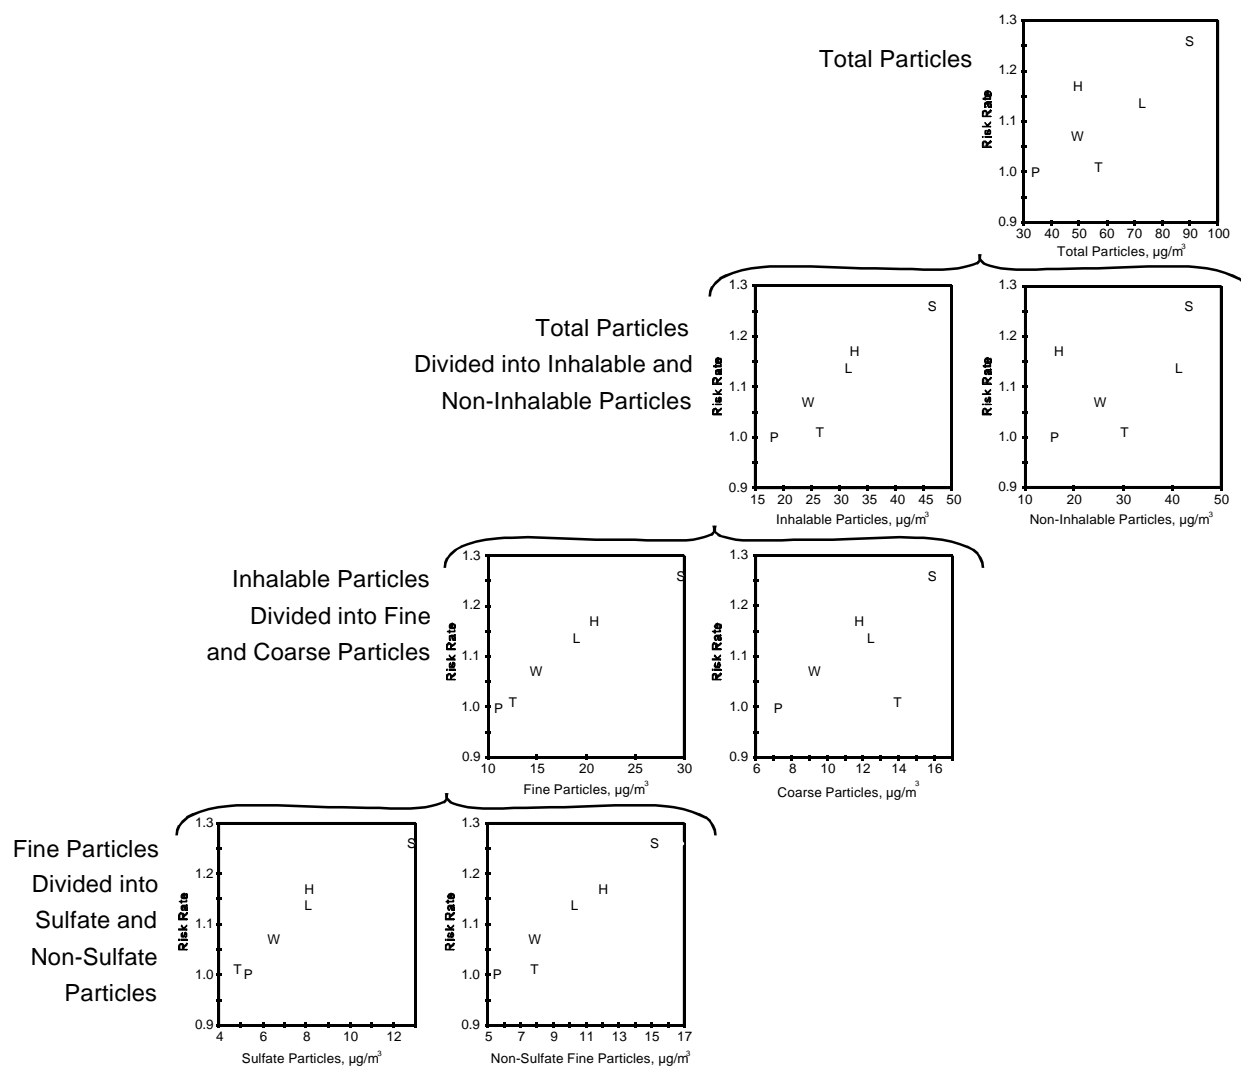 Total Particles
1.3
1.2
1.1
1.0
0.9
Risk Rate
S
H
L
W
P
T
30 40 50 60 70 80 90 100
Total Particles, µg/m³
Total Particles
Divided into Inhalable and
Non-Inhalable Particles
1.3
1.2
1.1
1.0
0.9
Risk Rate
S
H
L
W
P
T
15 20 25 30 35 40 45 50
Inhalable Particles, µg/m³
1.3
1.2
1.1
1.0
0.9
Risk Rate
S
H
L
W
P
T
10 20 30 40 50
Non-Inhalable Particles, µg/m³
Inhalable Particles
Divided into Fine
and Coarse Particles
1.3
1.2
1.1
1.0
0.9
Risk Rate
S
H
L
W
P
T
10 15 20 25 30
Fine Particles, µg/m³
1.3
1.2
1.1
1.0
0.9
Risk Rate
S
H
L
W
P
T
6 8 10 12 14 16
Coarse Particles, µg/m³
Fine Particles
Divided into
Sulfate and
Non-Sulfate
Particles
1.3
1.2
1.1
1.0
0.9
Risk Rate
S
H
L
W
T
P
4 6 8 10 12
Sulfate Particles, µg/m³
1.3
1.2
1.1
1.0
0.9
Risk Rate
S
H
L
W
T
P
5 7 9 11 13 15 17
Non-Sulfate Fine Particles, µg/m³